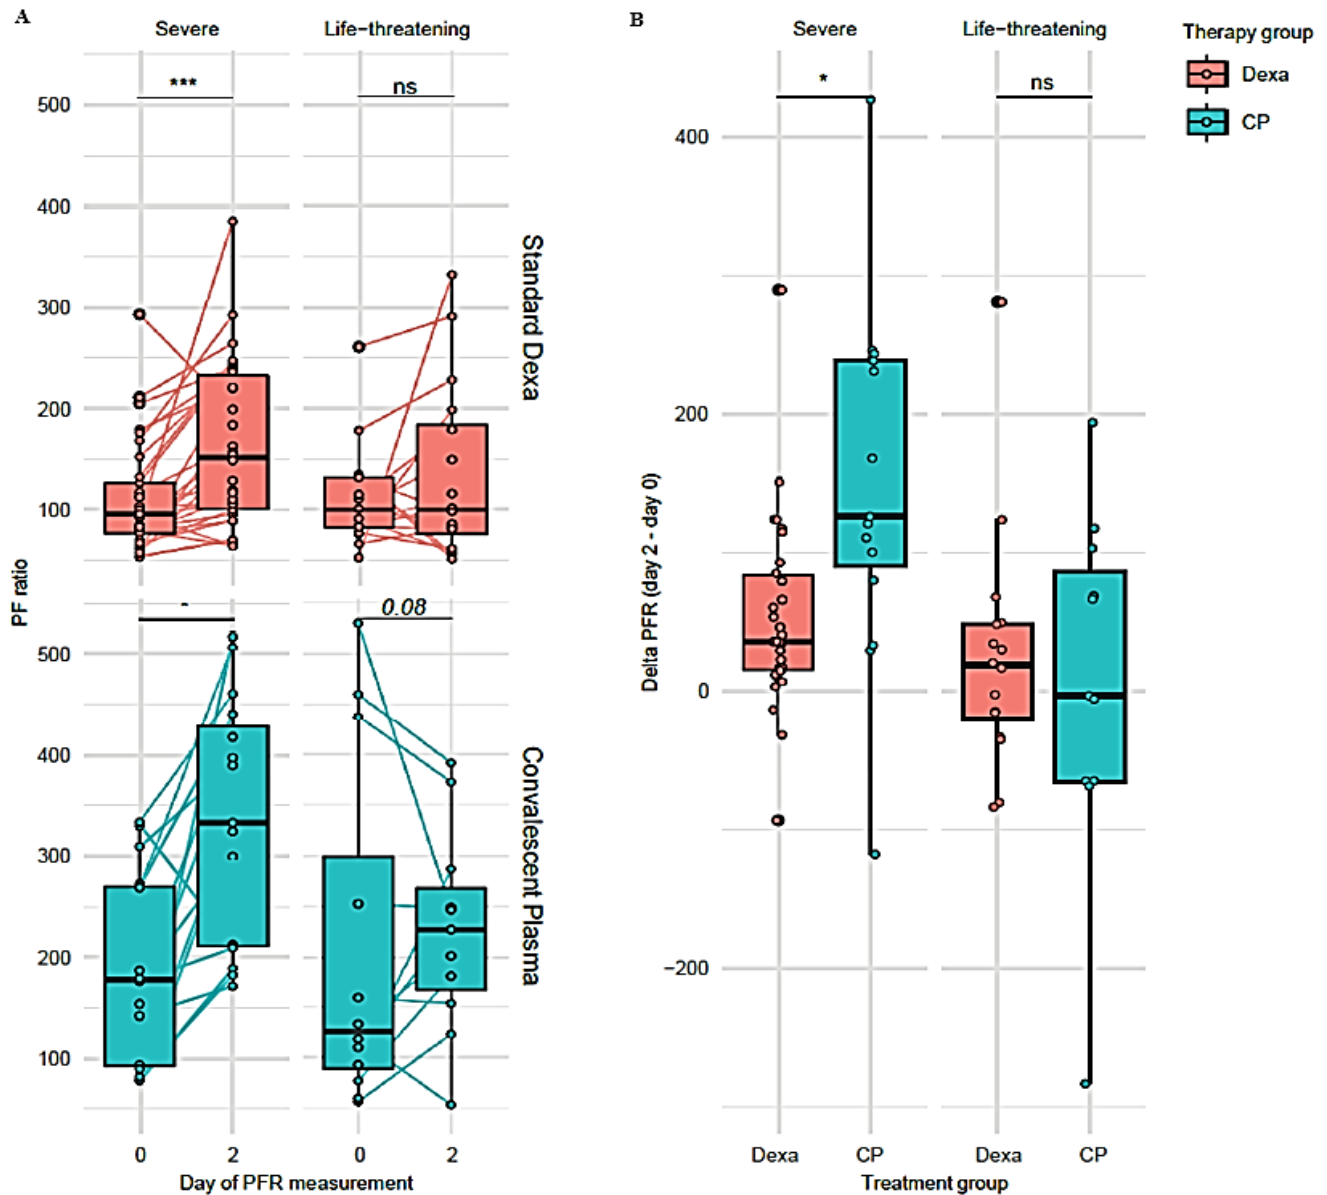 A
Severe
Life-threatening
***
ns
500
400
300
200
100
Standard Dexa
PF ratio
-
0.08
500
400
300
200
100
Convalescent Plasma
0
2
0
2
Day of PFR measurement
B
Severe
Life-threatening
*
ns
400
200
0
-200
Delta PFR (day 2 - day 0)
Dexa
CP
Dexa
CP
Treatment group
Therapy group
Dexa
CP